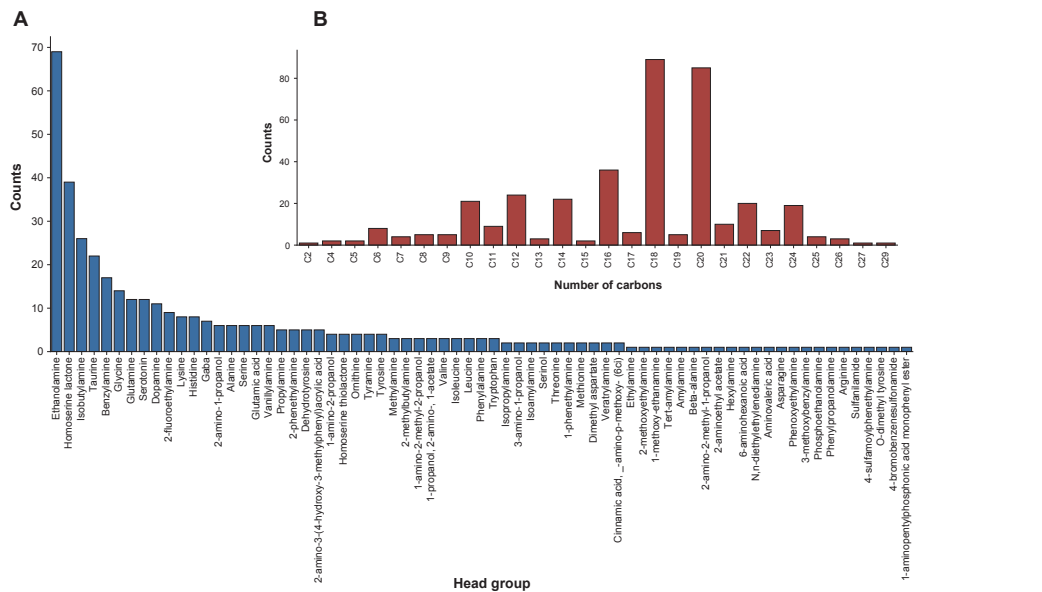 A
B
70
60
50
40
30
20
10
0
Counts
80
60
40
20
0
Counts
C2
C4
C5
C6
C7
C8
C9
C10
C11
C12
C13
C14
C15
C16
C17
C18
C19
C20
C21
C22
C23
C24
C25
C26
C27
C29
Number of carbons
Ethanolamine
Homoserine lactone
Isobutylamine
Taurine
Benzylamine
Glycine
Glutamine
Serotonin
Dopamine
2-fluonoethylamine
Lysine
Histidine
Gaba
2-amino-1-propanol
Alanine
Serine
Glutamic acid
Vanillylamine
Propylamine
2-phenethylamine
Dehydrotyrosine
2-amino-3-(4-hydroxy-3-methylphenyl)acrylic acid
1-amino-2-propanol
Homoserine thiolactone
Ornithine
Tyramine
Tyrosine
Methylamine
2-methylbutylamine
1-amino-2-methyl-2-propanol
1-propanol, 2-amino-, 1-acetate
Valine
Isoleucine
Leucine
Phenylalanine
Tryptophan
Isopropylamine
3-amino-1-propanol
Isoamylamine
Serinol
Threonine
1-phenethylamine
Methionine
Dimethyl aspartate
Veratrylamine
Cinnamic acid, _-amino-p-methoxy- (6ci)
Ethylamine
2-methoxyethylamine
1-methoxy-ethanamine
Tert-amylamine
Amylamine
Beta-alanine
2-amino-2-methyl-1-propanol
2-aminoethyl acetate
Hexylamine
6-aminohexanoic acid
N,n-diethylethylenediamine
Aminovaleric acid
Asparagine
Phenoxyethylamine
3-methoxybenzylamine
Phosphoethanolamine
Phenylpropanolamine
Arginine
Sulfanilamide
4-sulfamoylphenethylamine
O-dimethyl tyrosine
4-bromobenzenesulfonamide
1-aminopentylphosphonic acid monophenyl ester
Head group